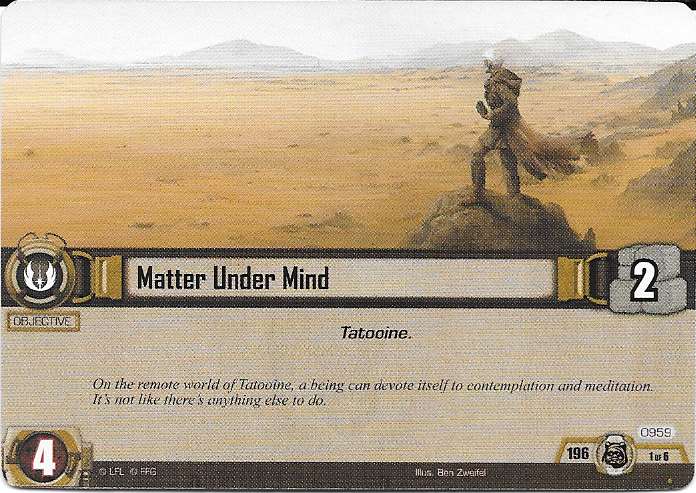 Matter Under Mind
2
OBJECTIVE
Tatooine.
On the remote world of Tatooine, a being can devote itself to contemplation and meditation.
It's not like there's anything else to do.
4
© LFL © FFG
Illus. Ben Zweifel
196
0959
1 of 6